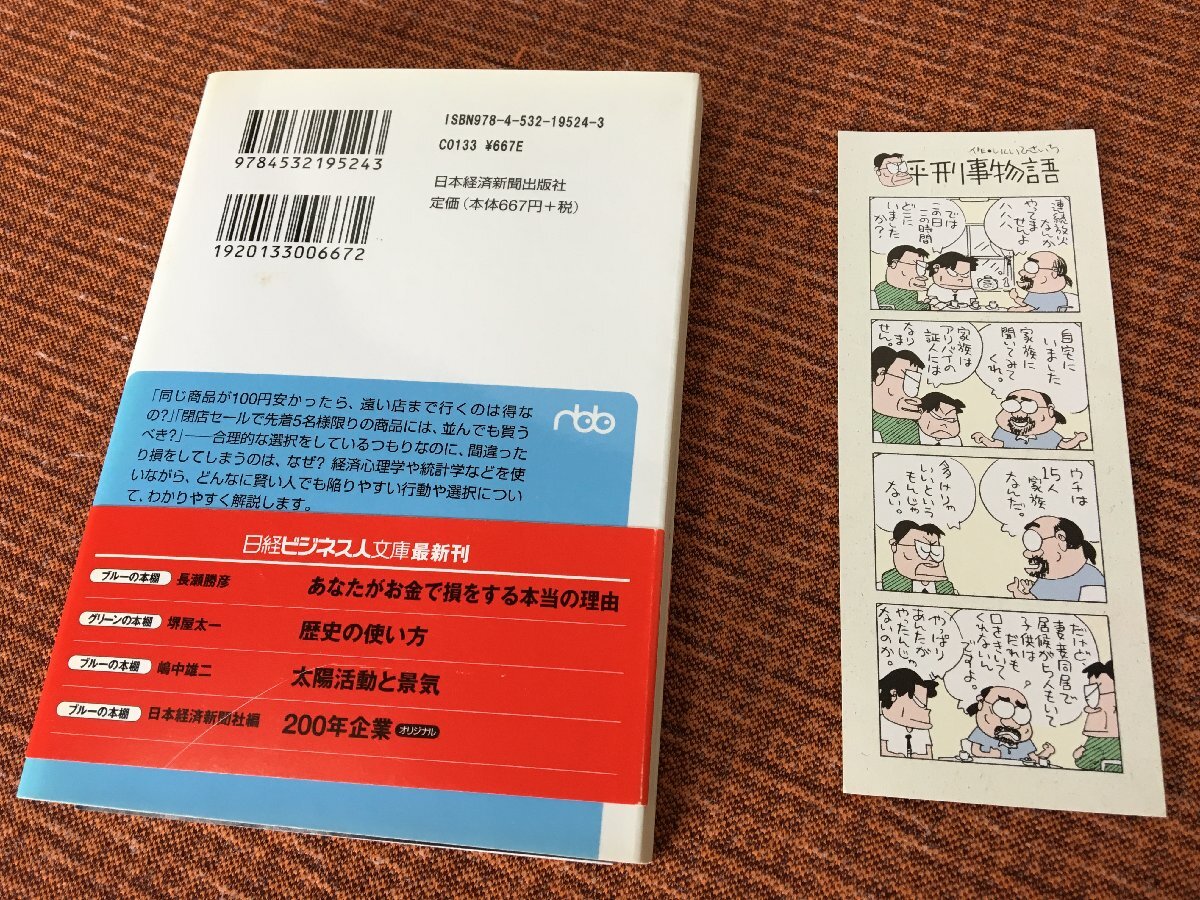 ISBN978-4-532-19524-3
C0133 ¥667E
9784532195243
日本経済新聞出版社
定価(本体667円+税)
1920133006672
「同じ商品が100円安かったら、遠い店まで行くのは得な
の?」「閉店セールで先着5名様限りの商品には、並んでも買う
べき?」――合理的な選択をしているつもりなのに、間違った
り損をしてしまうのは、なぜ? 経済心理学や統計学などを使
いながら、どんなに賢い人でも陥りやすい行動や選択につい
て、わかりやすく解説します。
nbb
日経ビジネス人文庫最新刊
ブルーの本棚 長瀬勝彦 あなたがお金で損をする本当の理由
グリーンの本棚 堺屋太一 歴史の使い方
ブルーの本棚 嶋中雄二 太陽活動と景気
ブルーの本棚 日本経済新聞社編 200年企業 オリジナル
作・いしいひさいち
平刑事物語
連続放火
なんか
やってま
せんよ
ハハハ
では
この日
この時間
どこに
いました
か?
自宅に
いました
家族に
聞いてみて
くれ。
家族は
アリバイの
証人には
なりま
せん。
ウチは
15人
家族
なんだ。
多けりゃ
いいという
もんじゃ
ない。
だけど、
妻妾同居で
居候が七人もいて
子供は
だれも
口さえきいて
くれないん
ですよ。
やっぱり
あんたが
やったんじゃ
ないのか。